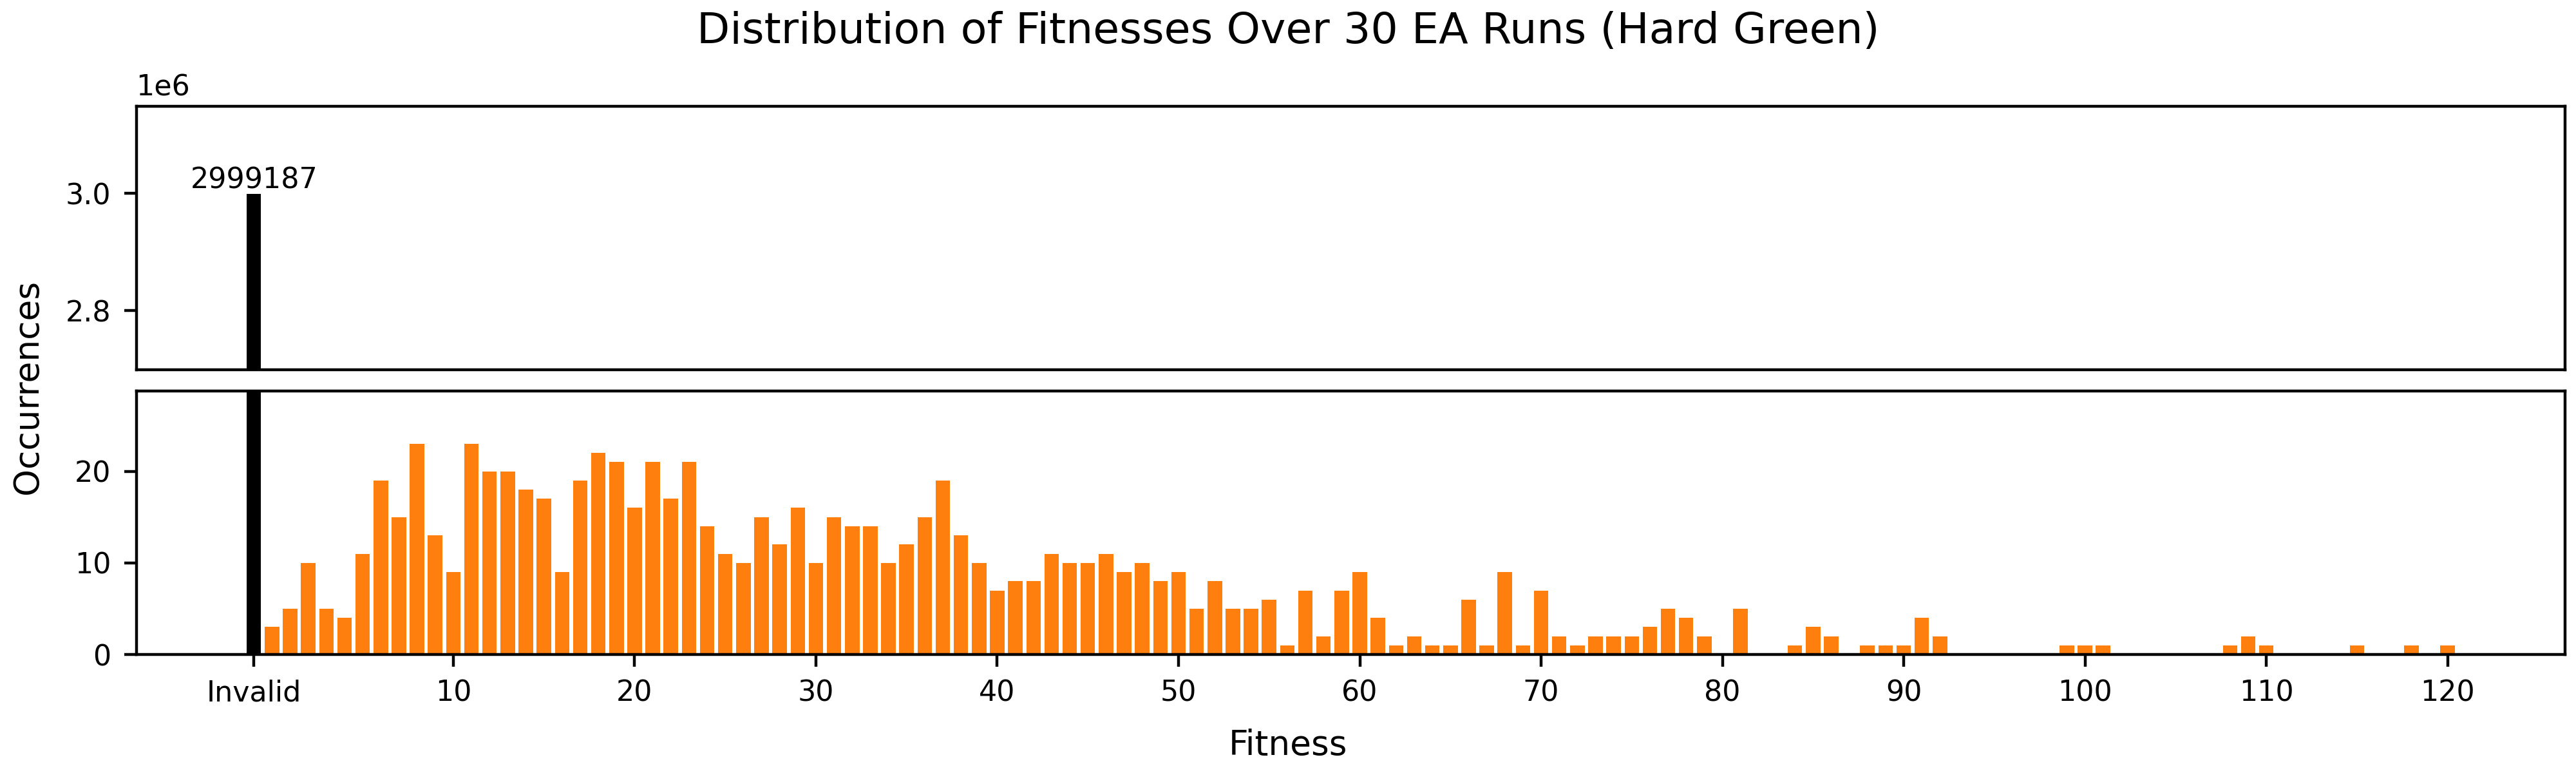 Distribution of Fitnesses Over 30 EA Runs (Hard Green)
1e6
2999187
3.0
2.8
Occurrences
20
10
0
Invalid 10 20 30 40 50 60 70 80 90 100 110 120
Fitness